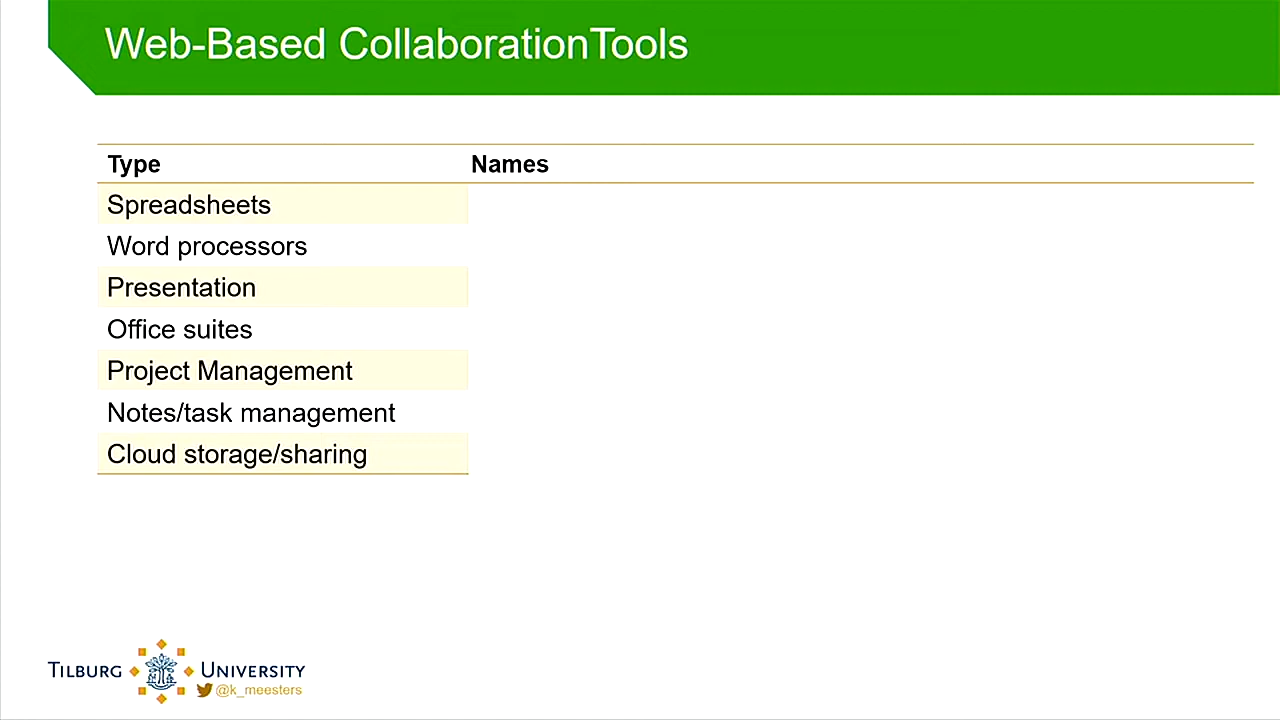 Web-Based CollaborationTools
Type Names
Spreadsheets
Word processors
Presentation
Office suites
Project Management
Notes/task management
Cloud storage/sharing
TILBURG UNIVERSITY
@k_meesters